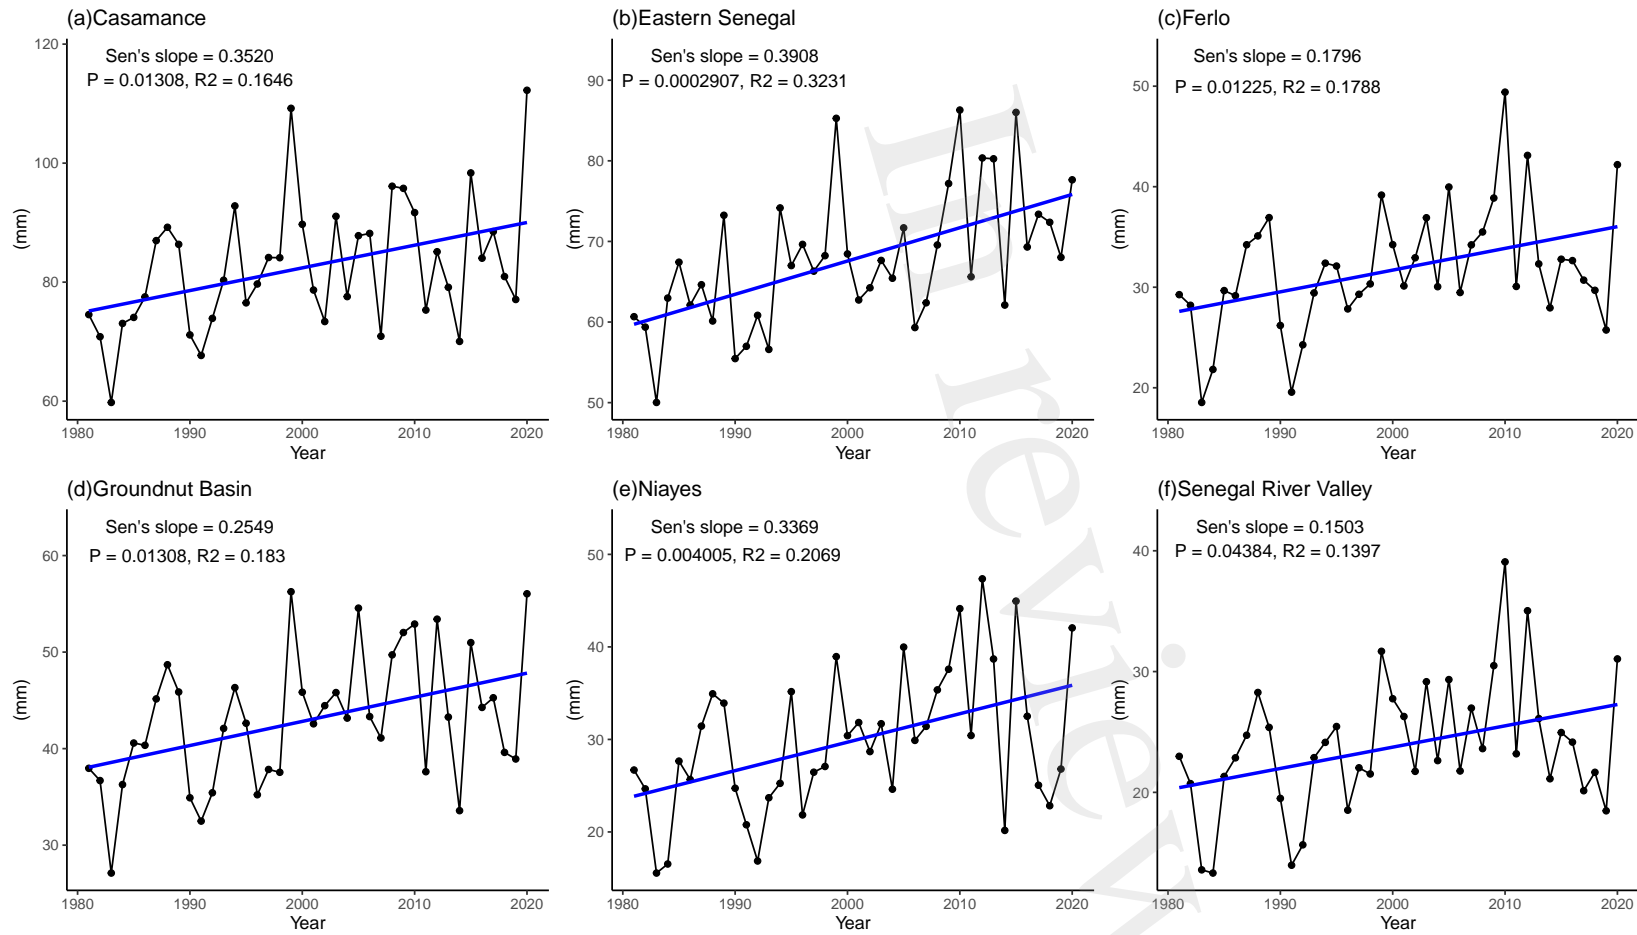 (a)Casamance
Sen's slope = 0.3520
P = 0.01308, R2 = 0.1646
120
100
80
60
(mm)
1980 1990 2000 2010 2020
Year
(b)Eastern Senegal
Sen's slope = 0.3908
P = 0.0002907, R2 = 0.3231
90
80
70
60
50
(mm)
1980 1990 2000 2010 2020
Year
(c)Ferlo
Sen's slope = 0.1796
P = 0.01225, R2 = 0.1788
50
40
30
20
(mm)
1980 1990 2000 2010 2020
Year
(d)Groundnut Basin
Sen's slope = 0.2549
P = 0.01308, R2 = 0.183
60
50
40
30
(mm)
1980 1990 2000 2010 2020
Year
(e)Niayes
Sen's slope = 0.3369
P = 0.004005, R2 = 0.2069
50
40
30
20
(mm)
1980 1990 2000 2010 2020
Year
(f)Senegal River Valley
Sen's slope = 0.1503
P = 0.04384, R2 = 0.1397
40
30
20
(mm)
1980 1990 2000 2010 2020
Year
In review